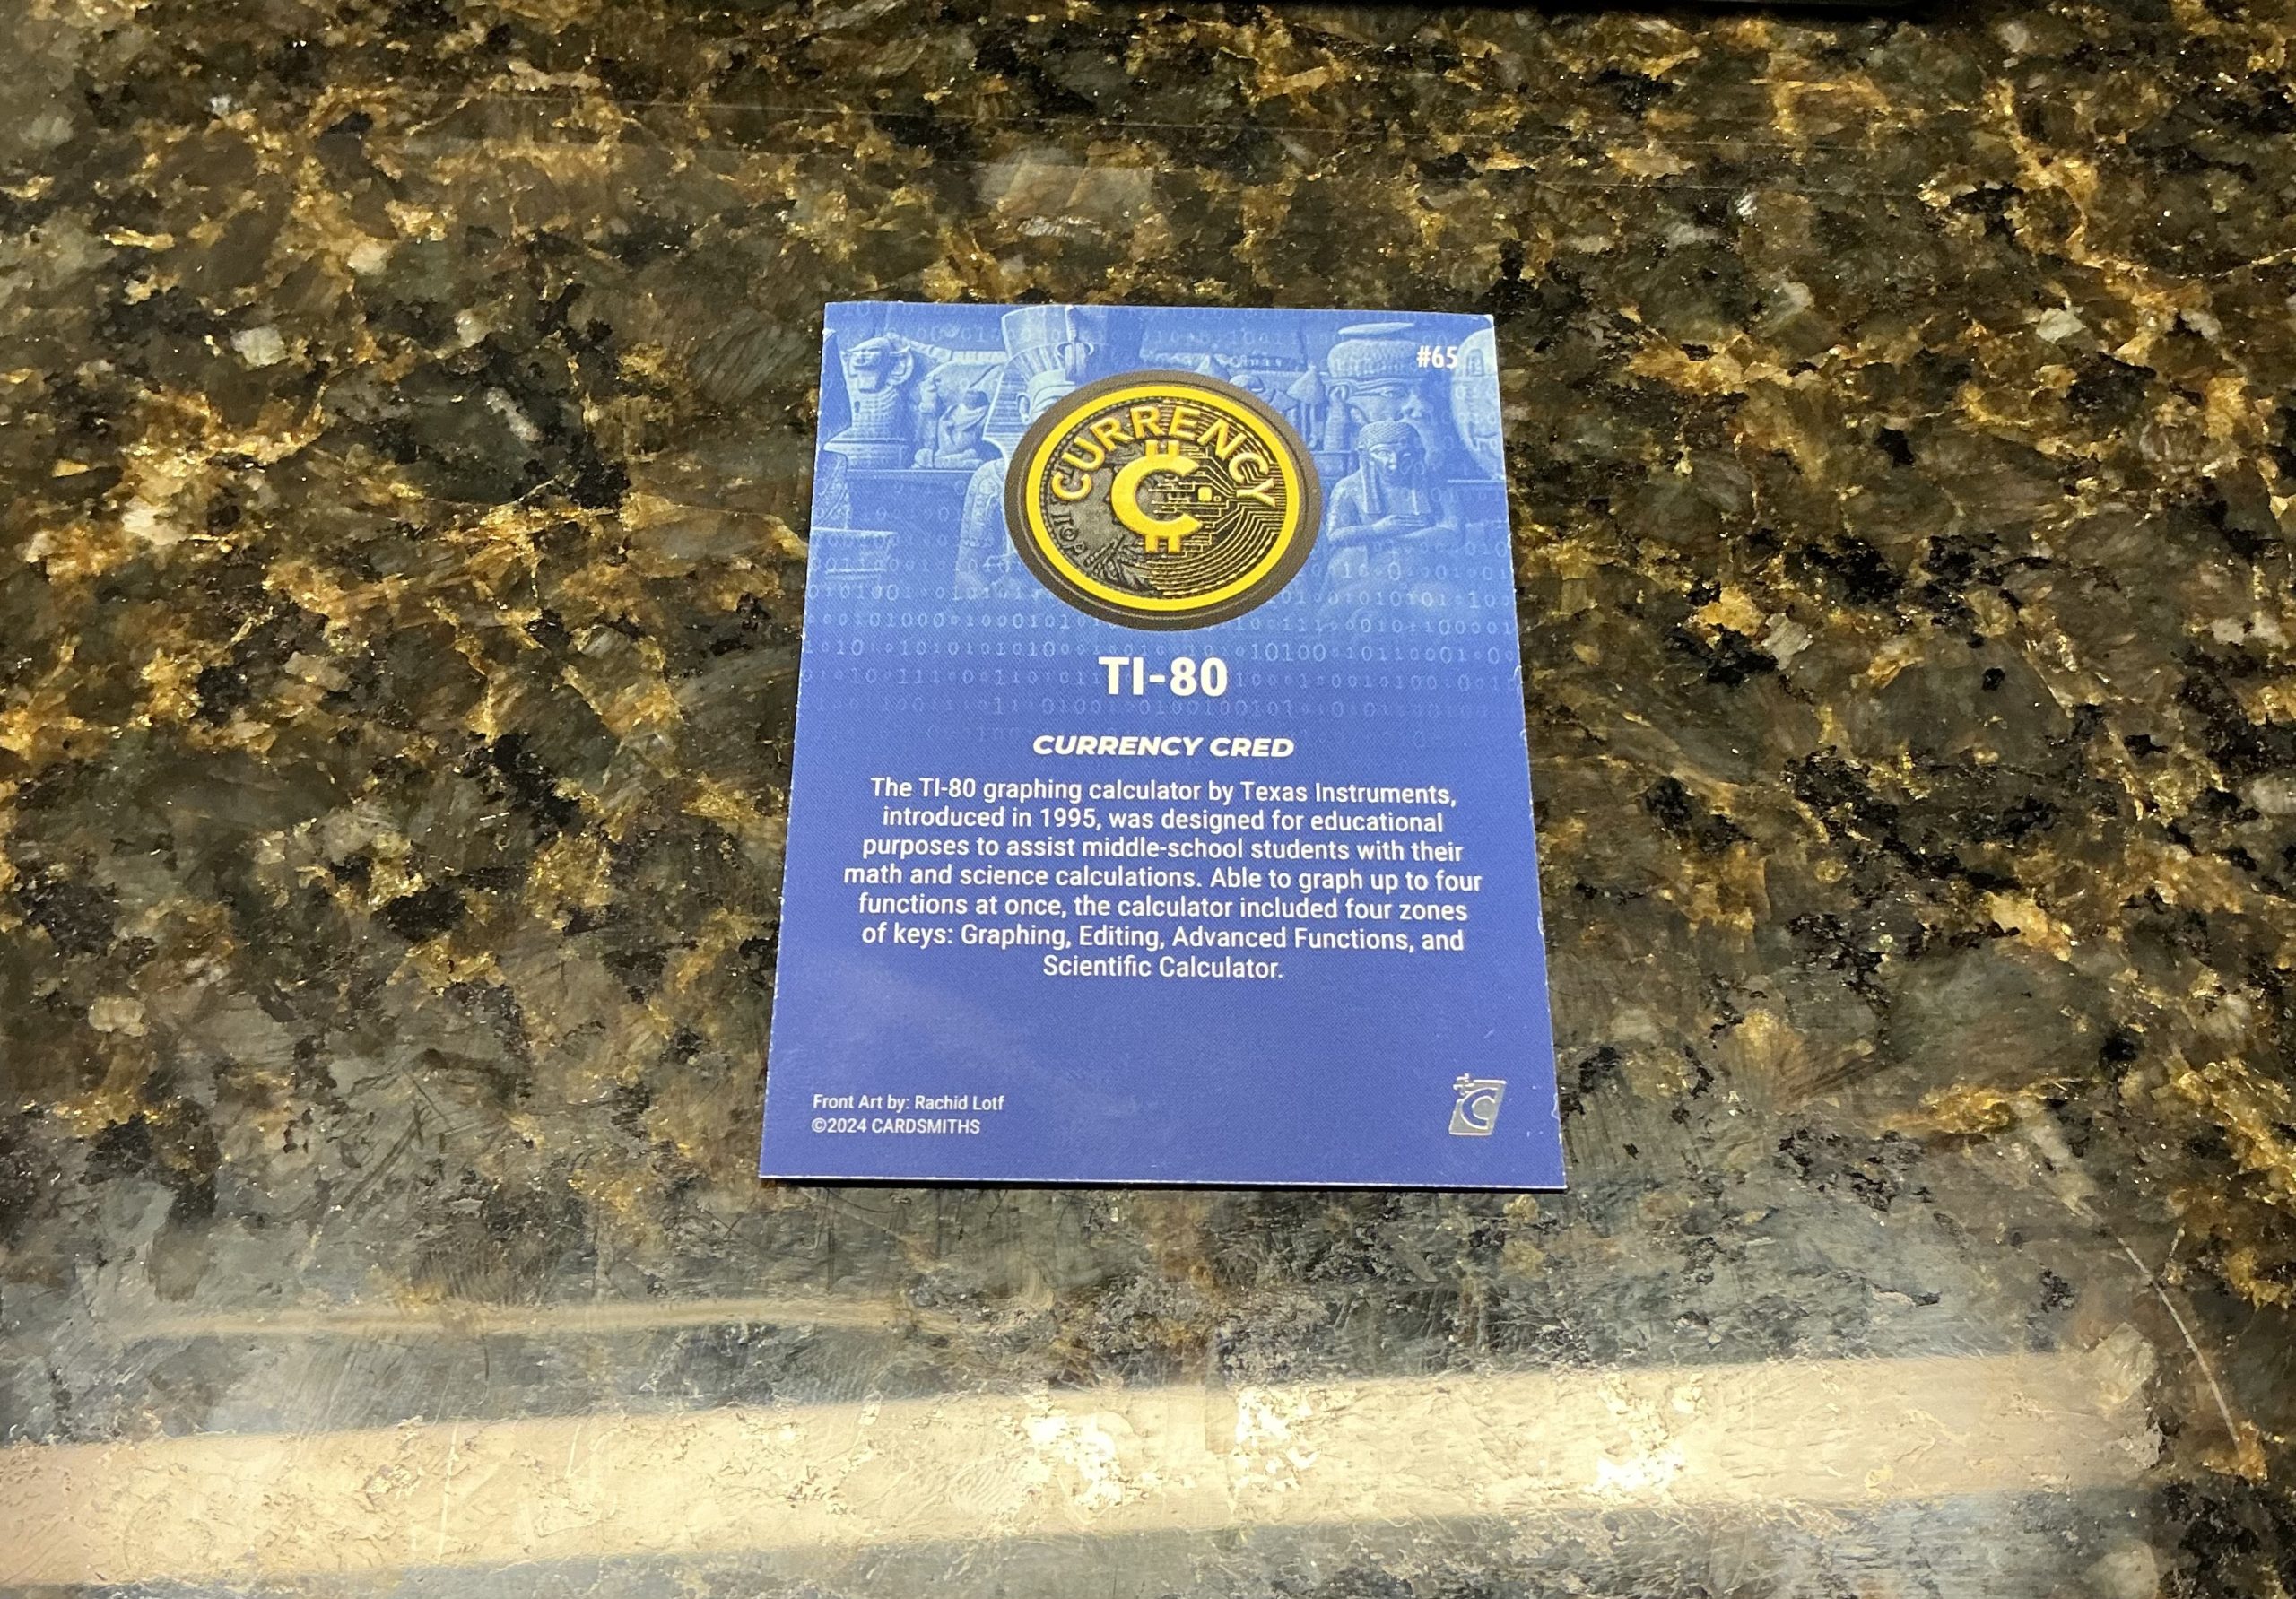 #65
CURRENCY
TI-80
CURRENCY CRED
The TI-80 graphing calculator by Texas Instruments,
introduced in 1995, was designed for educational
purposes to assist middle-school students with their
math and science calculations. Able to graph up to four
functions at once, the calculator included four zones
of keys: Graphing, Editing, Advanced Functions, and
Scientific Calculator.
Front Art by: Rachid Lotf
©2024 CARDSMITHS